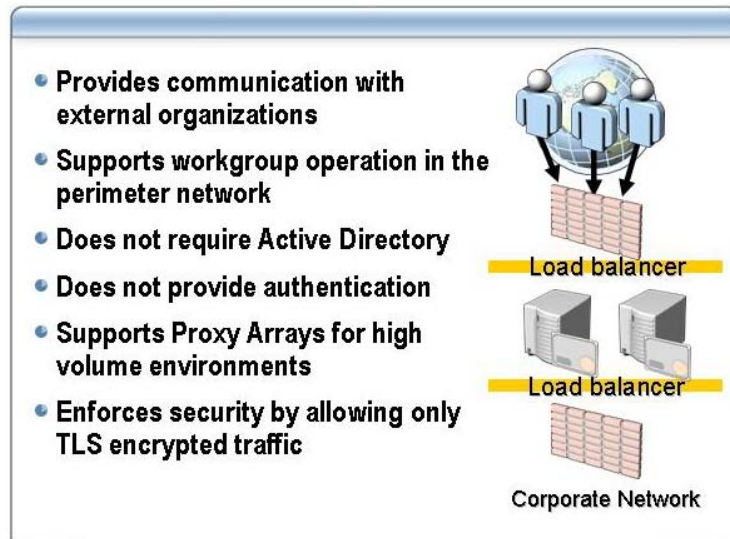 Provides communication with
external organizations
Supports workgroup operation in the
perimeter network
Does not require Active Directory
Does not provide authentication
Supports Proxy Arrays for high
volume environments
Enforces security by allowing only
TLS encrypted traffic
Load balancer
Load balancer
Corporate Network